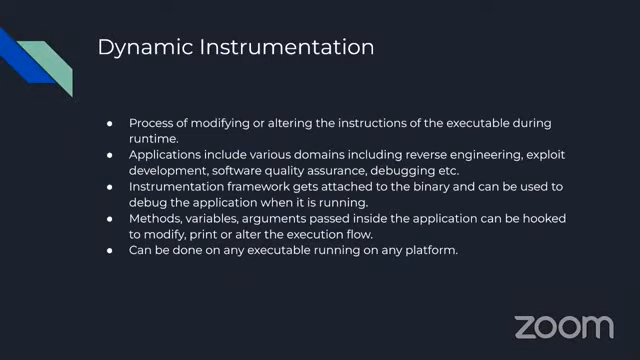 Dynamic Instrumentation
● Process of modifying or altering the instructions of the executable during
runtime.
● Applications include various domains including reverse engineering, exploit
development, software quality assurance, debugging etc.
● Instrumentation framework gets attached to the binary and can be used to
debug the application when it is running.
● Methods, variables, arguments passed inside the application can be hooked
to modify, print or alter the execution flow.
● Can be done on any executable running on any platform.
zoom